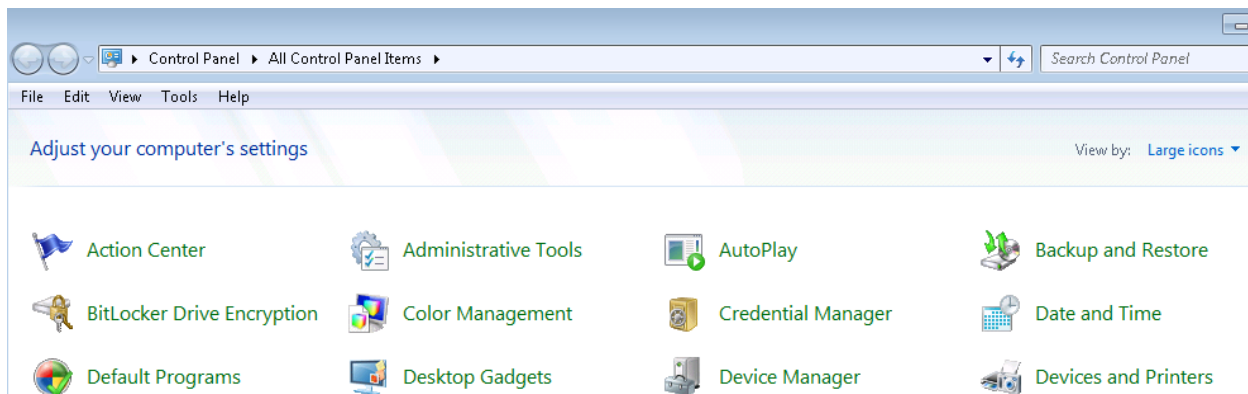 Control Panel ▸ All Control Panel Items ▸ Search Control Panel
File Edit View Tools Help
Adjust your computer's settings View by: Large icons
Action Center Administrative Tools AutoPlay Backup and Restore
BitLocker Drive Encryption Color Management Credential Manager Date and Time
Default Programs Desktop Gadgets Device Manager Devices and Printers